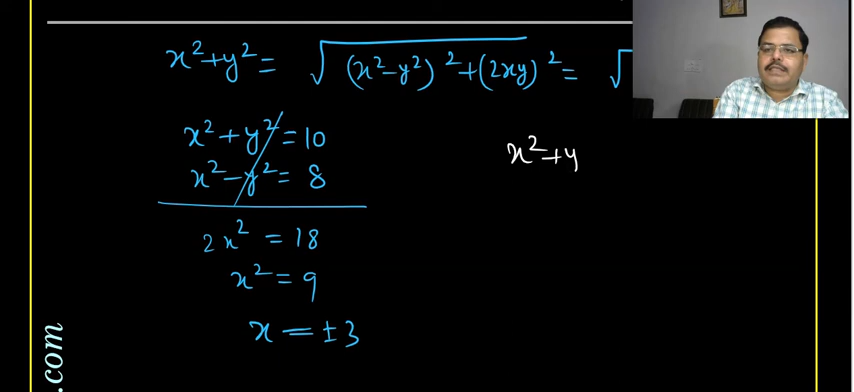 x² + y² = √((x² − y²)² + (2xy)²) = √
x² + y² = 10
x² − y² = 8
2x² = 18
x² = 9
x = ±3
x² + y
.com